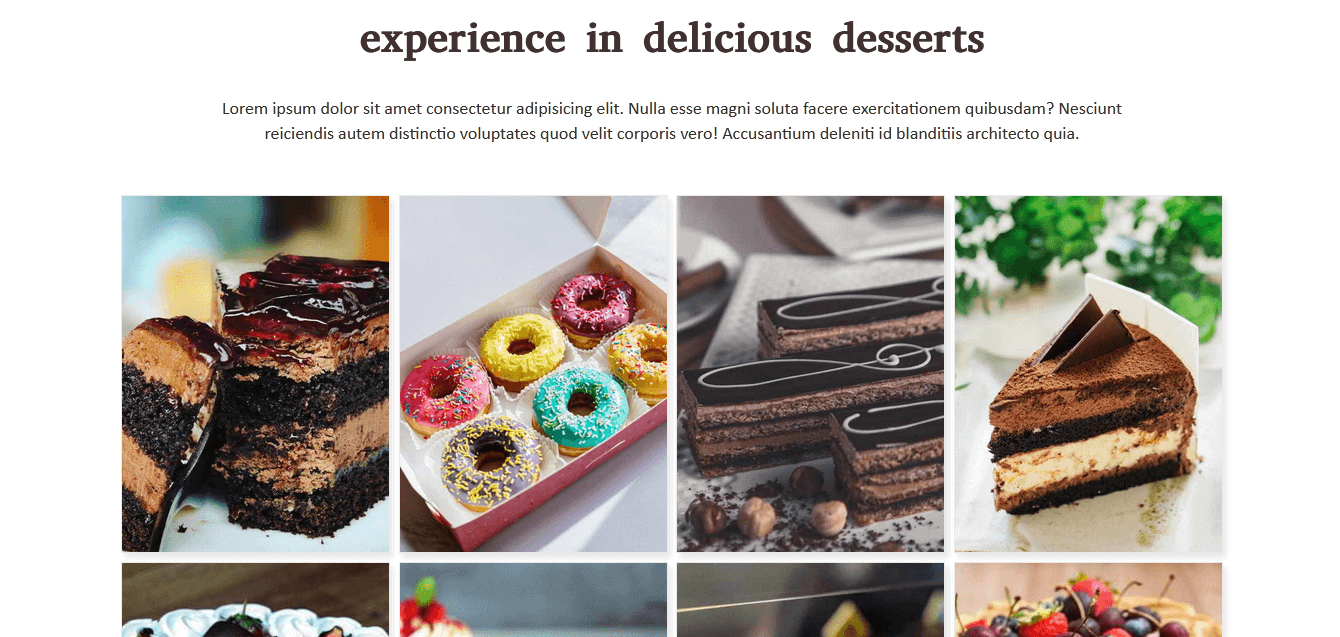 experience in delicious desserts
Lorem ipsum dolor sit amet consectetur adipisicing elit. Nulla esse magni soluta facere exercitationem quibusdam? Nesciunt
reiciendis autem distinctio voluptates quod velit corporis vero! Accusantium deleniti id blanditiis architecto quia.